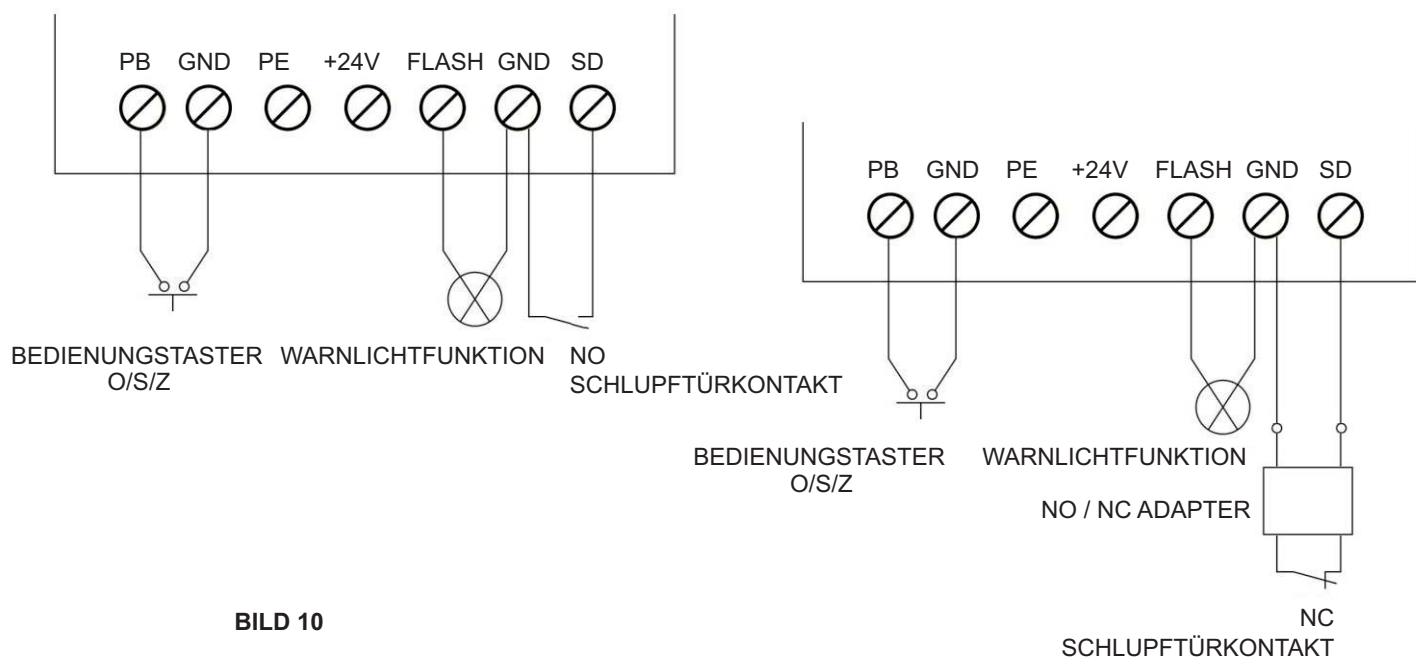 PB GND PE +24V FLASH GND SD
BEDIENUNGSTASTER WARNLICHTFUNKTION NO
O/S/Z SCHLUPFTÜRKONTAKT
PB GND PE +24V FLASH GND SD
BEDIENUNGSTASTER WARNLICHTFUNKTION
O/S/Z
NO / NC ADAPTER
NC
SCHLUPFTÜRKONTAKT
BILD 10